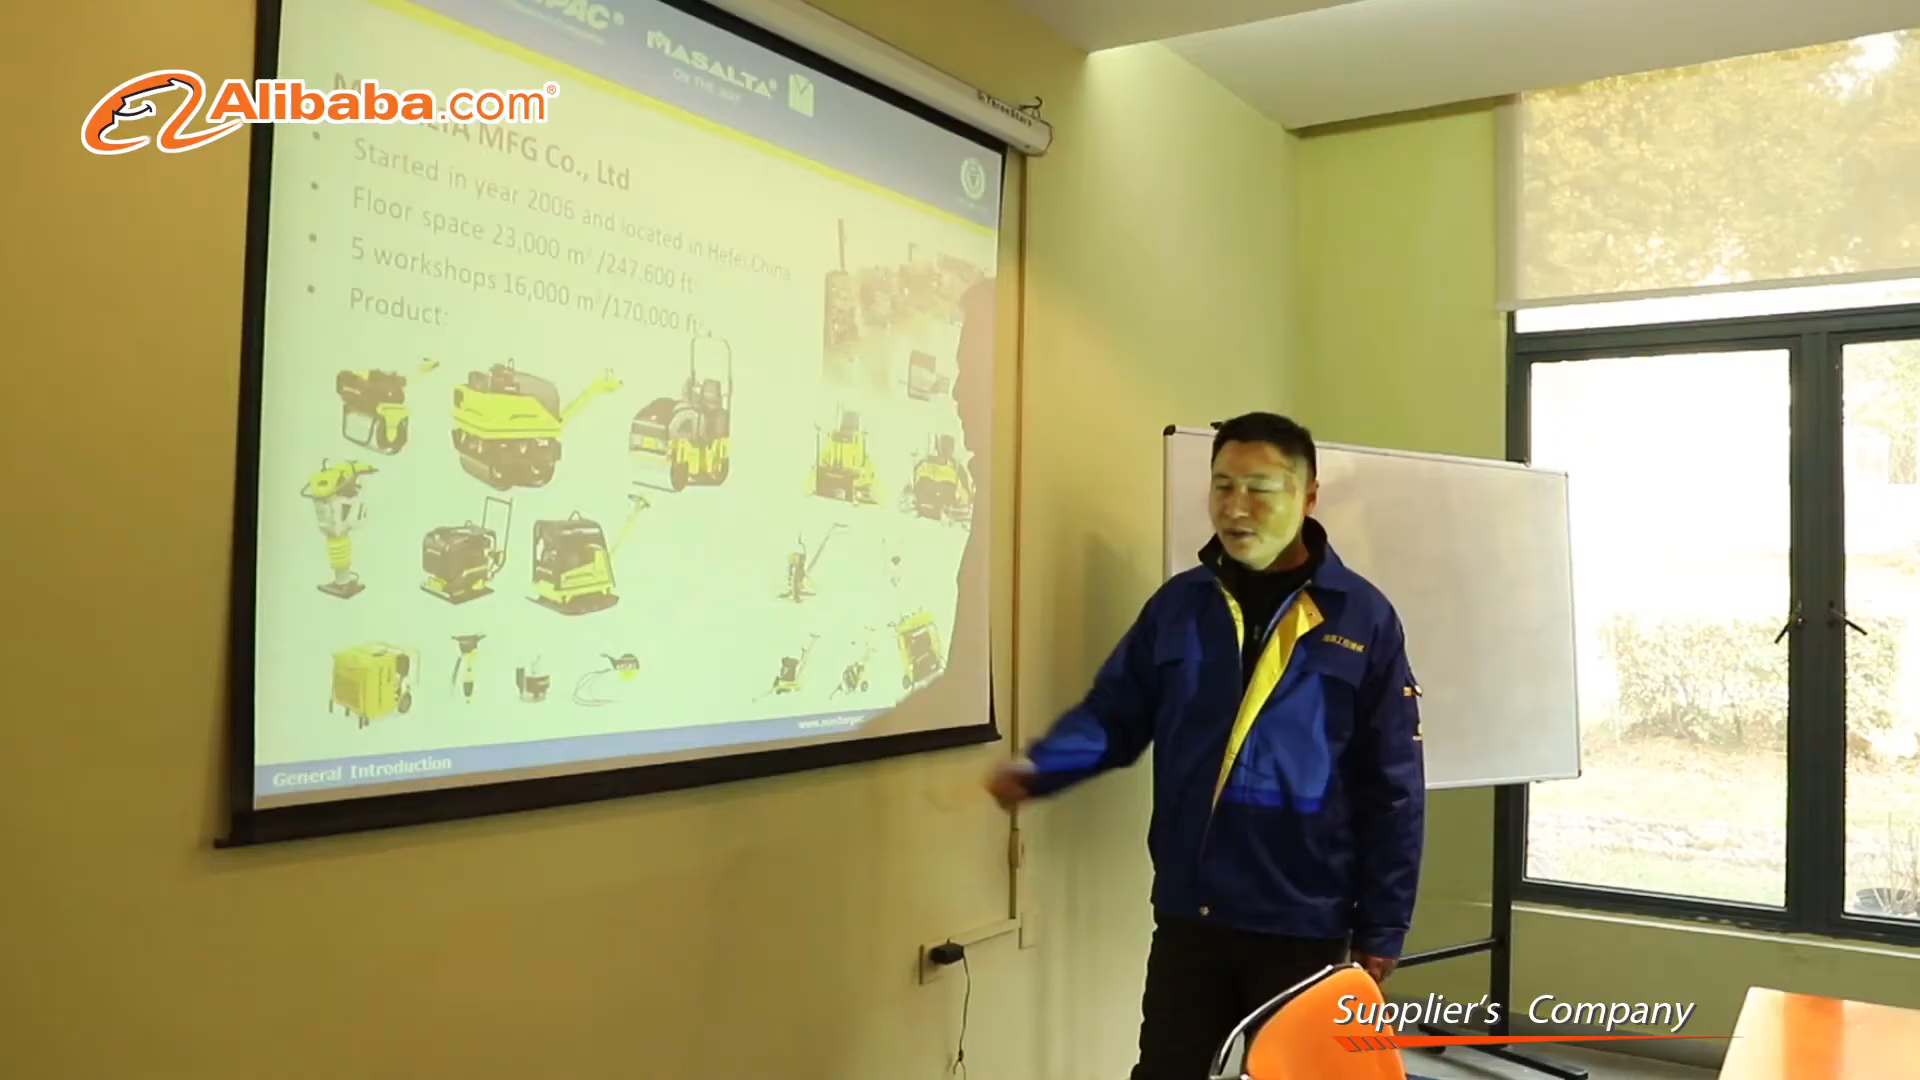 Alibaba.com®
PAC®
MASALTA®
ON THE WAY
MFG Co., Ltd
• Started in year 2006 and located in Hefei, China
• Floor space 23,000 m² /247,600 ft²
• 5 workshops 16,000 m² /170,000 ft²
• Product:
General Introduction
Supplier's Company